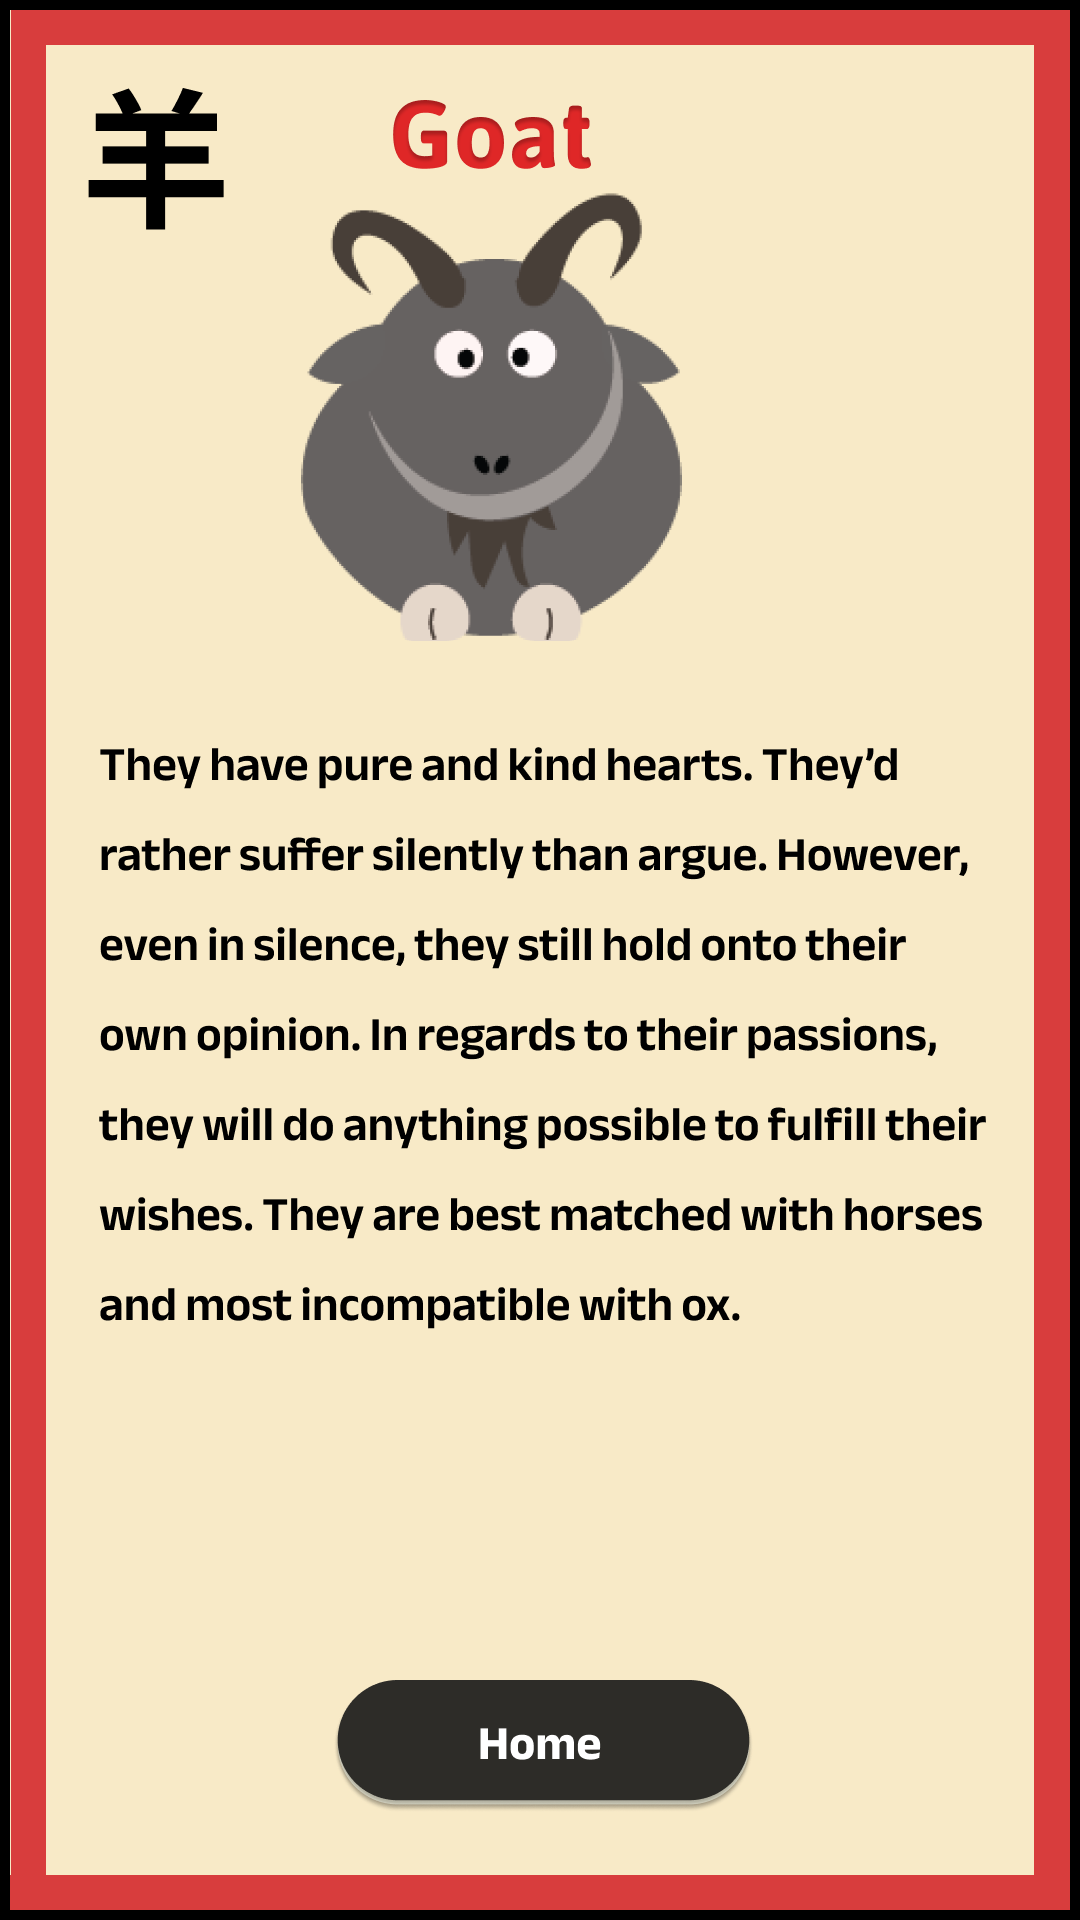 羊
Goat
They have pure and kind hearts. They’d
rather suffer silently than argue. However,
even in silence, they still hold onto their
own opinion. In regards to their passions,
they will do anything possible to fulfill their
wishes. They are best matched with horses
and most incompatible with ox.
Home